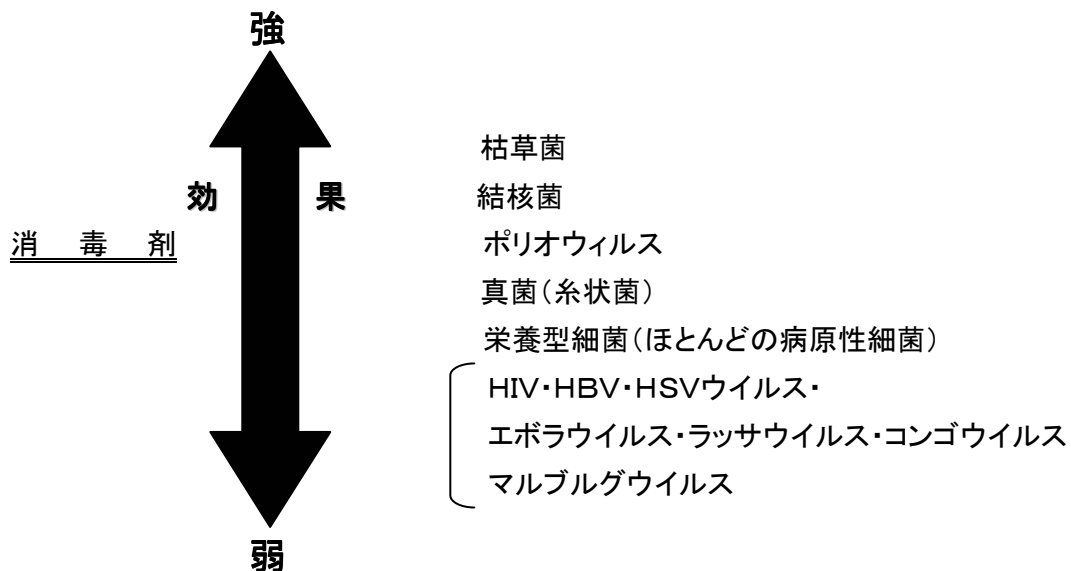 強
枯草菌
効 果
結核菌
消 毒 剤
ポリオウィルス
真菌(糸状菌)
栄養型細菌(ほとんどの病原性細菌)
HIV・HBV・HSVウイルス・
エボラウイルス・ラッサウイルス・コンゴウイルス
マルブルグウイルス
弱